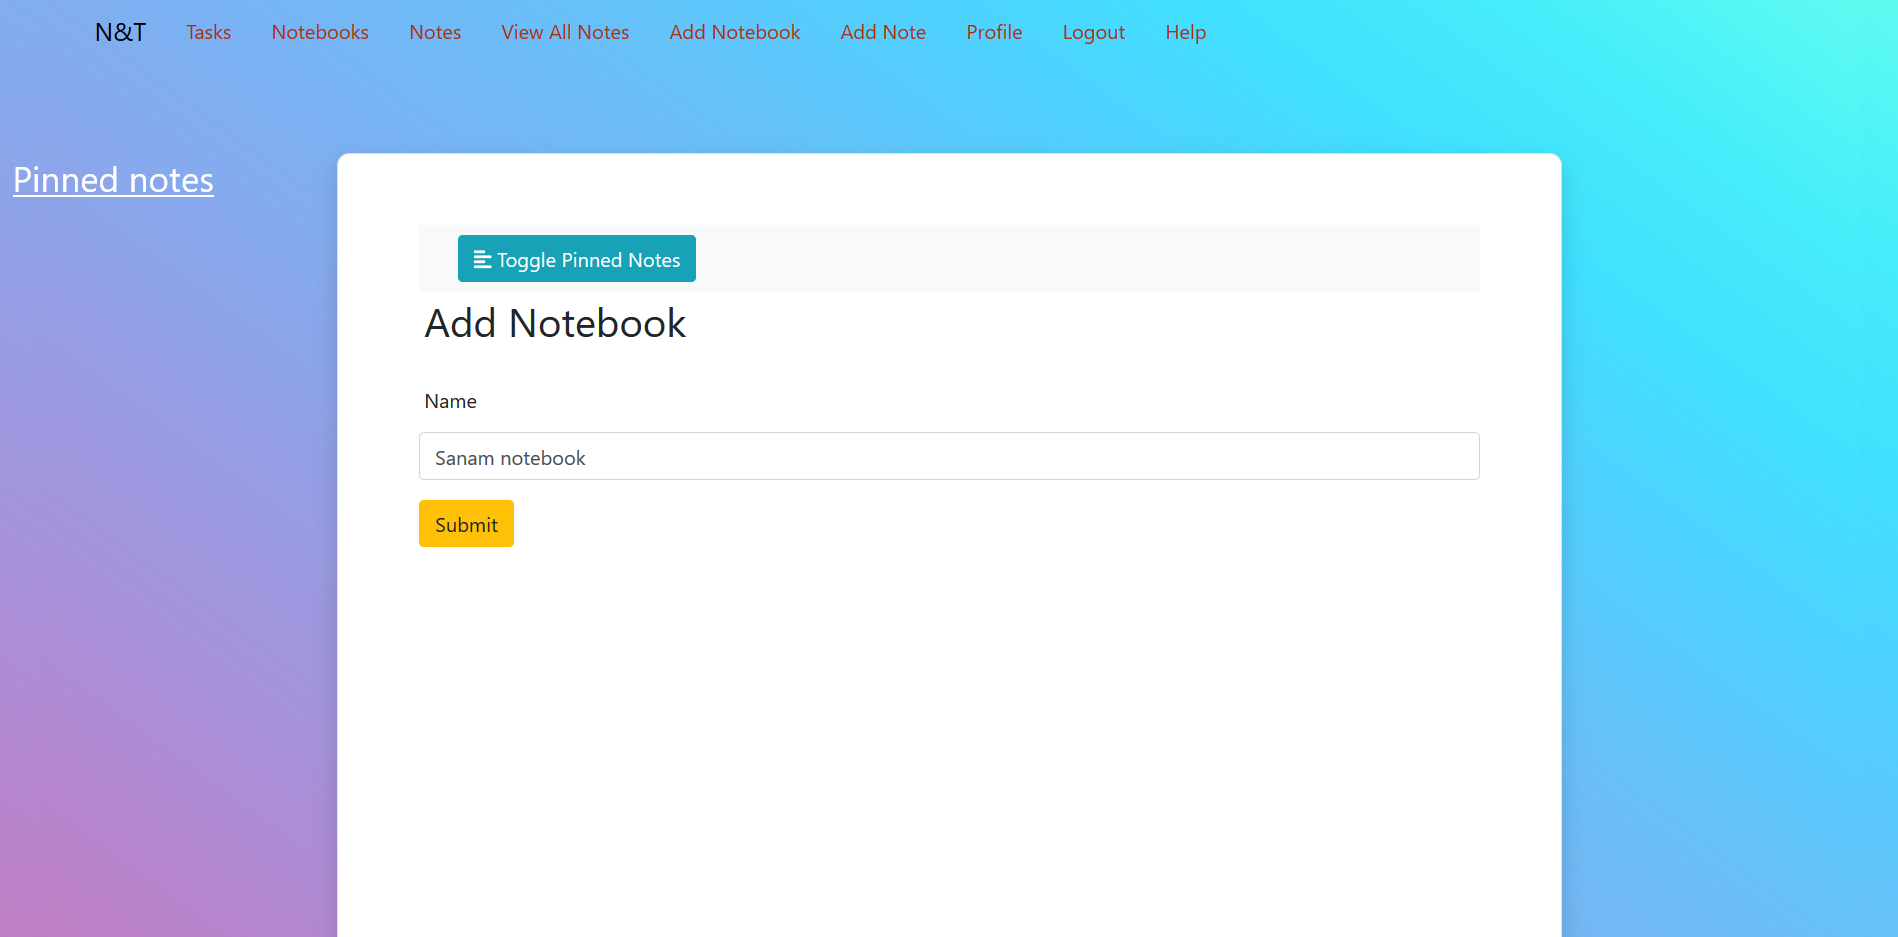 N&T Tasks Notebooks Notes View All Notes Add Notebook Add Note Profile Logout Help
Pinned notes
Toggle Pinned Notes
Add Notebook
Name
Sanam notebook
Submit